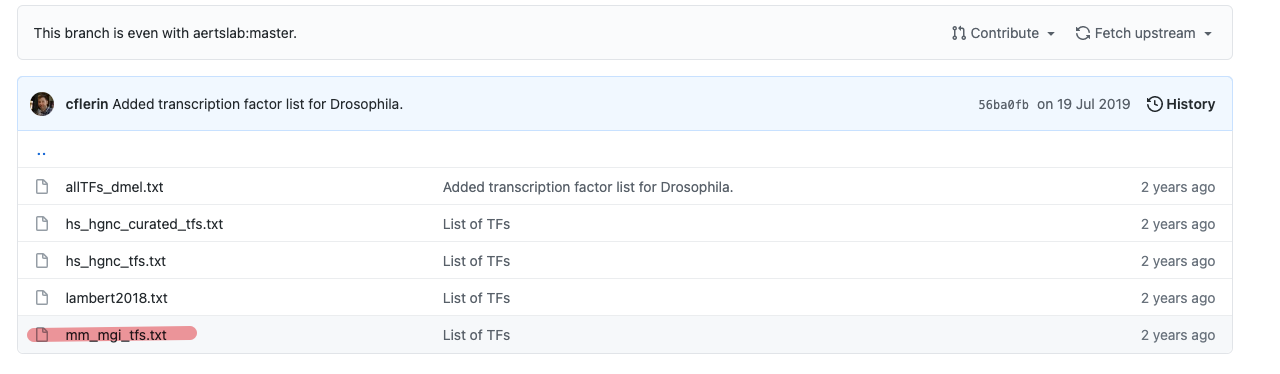 This branch is even with aertslab:master.
Contribute
Fetch upstream
cflerin Added transcription factor list for Drosophila.
56ba0fb on 19 Jul 2019
History
..
allTFs_dmel.txt Added transcription factor list for Drosophila. 2 years ago
hs_hgnc_curated_tfs.txt List of TFs 2 years ago
hs_hgnc_tfs.txt List of TFs 2 years ago
lambert2018.txt List of TFs 2 years ago
mm_mgi_tfs.txt List of TFs 2 years ago